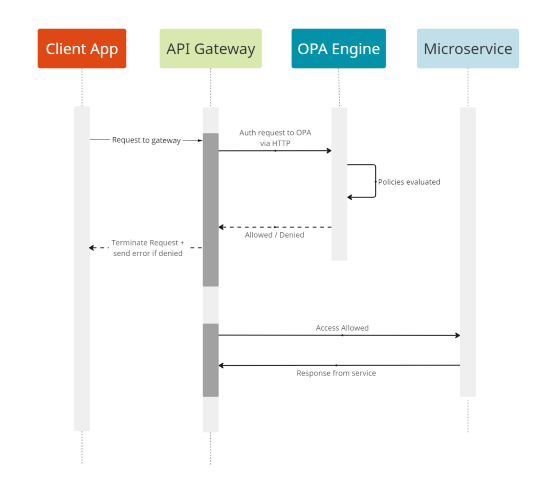 Client App
API Gateway
OPA Engine
Microservice
Request to gateway
Auth request to OPA
via HTTP
Policies evaluated
Allowed / Denied
Terminate Request +
send error if denied
Access Allowed
Response from service